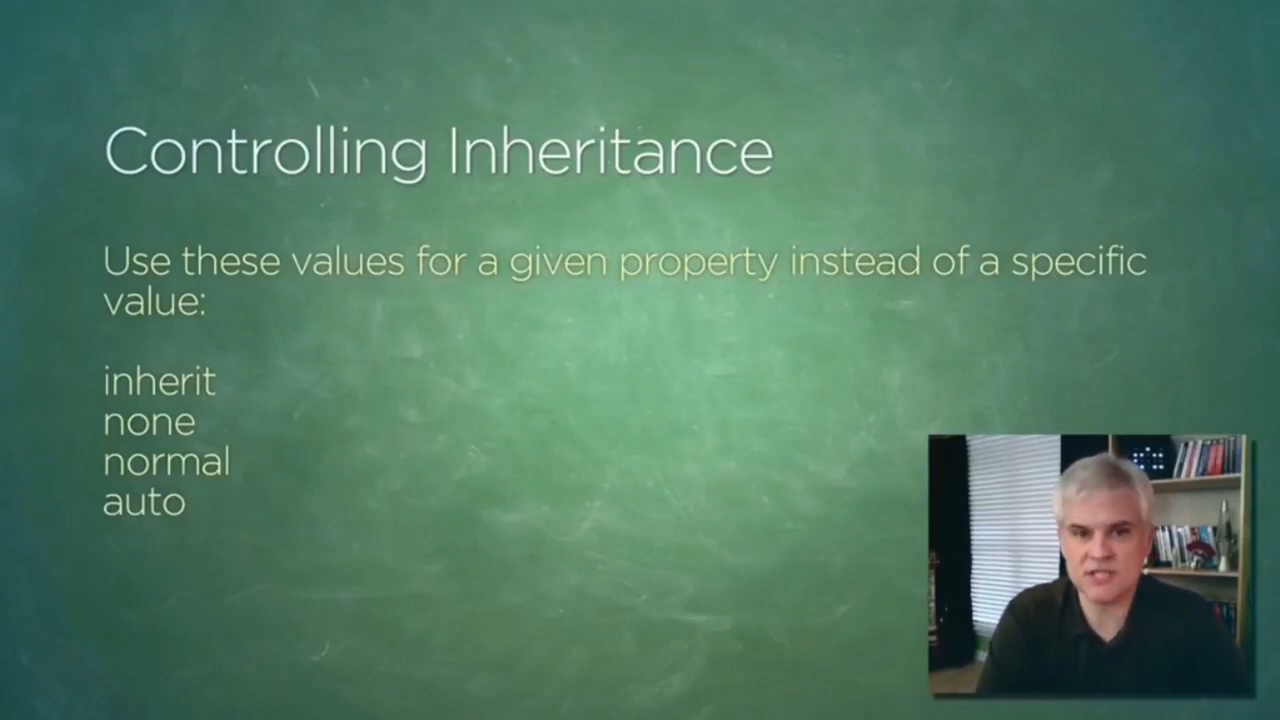 Controlling Inheritance
Use these values for a given property instead of a specific
value:
inherit
none
normal
auto